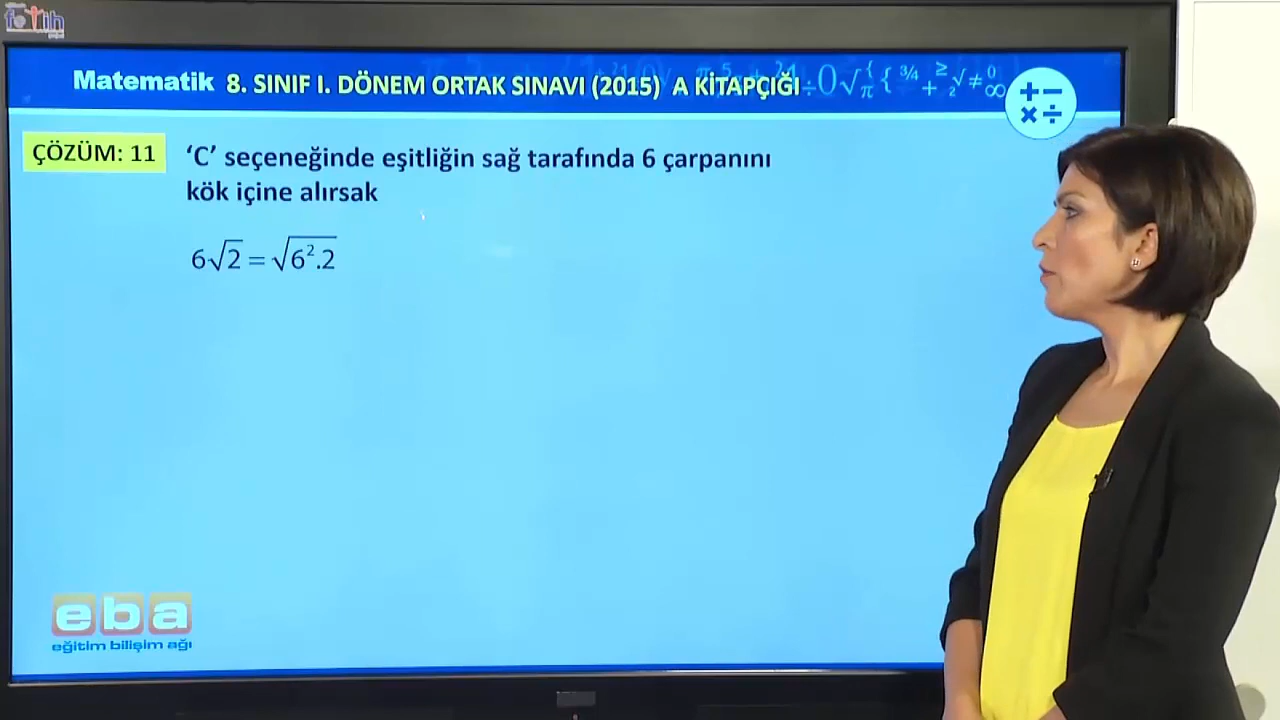 fatih
Matematik 8. SINIF I. DÖNEM ORTAK SINAVI (2015) A KİTAPÇIĞI
ÇÖZÜM: 11
‘C’ seçeneğinde eşitliğin sağ tarafında 6 çarpanını
kök içine alırsak
6√2 = √6².2
eba
eğitim bilişim ağı